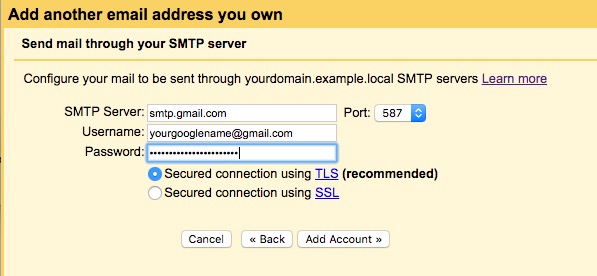 Add another email address you own
Send mail through your SMTP server
Configure your mail to be sent through yourdomain.example.local SMTP servers Learn more
SMTP Server: smtp.gmail.com Port: 587
Username: yourgooglename@gmail.com
Password: •••••••••••••••••••••••
Secured connection using TLS (recommended)
Secured connection using SSL
Cancel « Back Add Account »